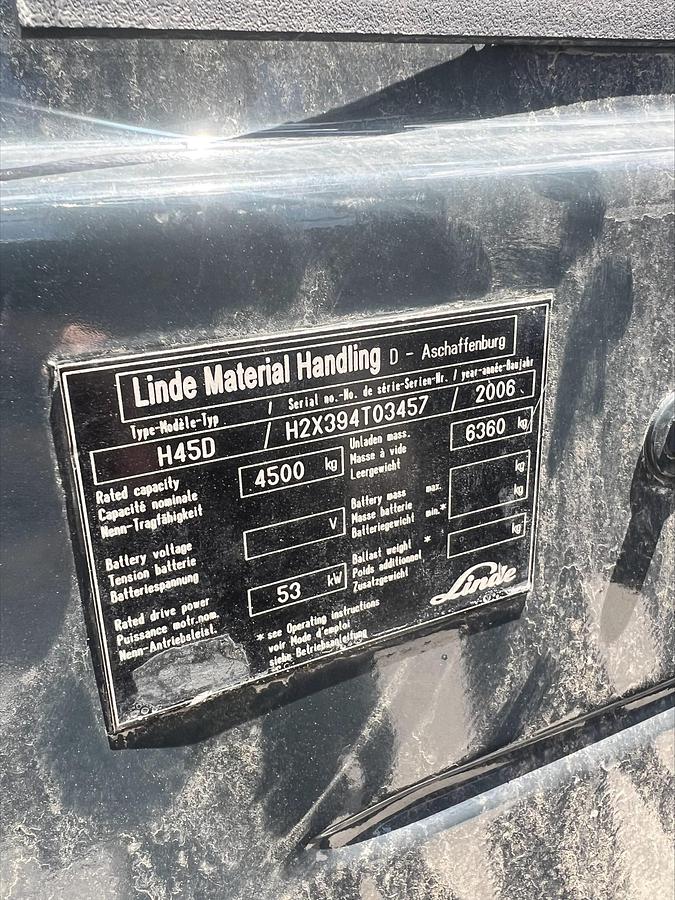 Linde Material Handling D - Aschaffenburg
Type-Modèle-Typ / Serial no.-No. de série-Serien-Nr. / year-année-Baujahr
H45D / H2X394T03457 / 2006
Rated capacity
Capacité nominale
Nenn-Tragfähigkeit
4500 kg
Unladen mass.
Masse à vide
Leergewicht
6360 kg
Battery voltage
Tension batterie
Batteriespannung
V
Battery mass max.
Masse batterie
Batteriegewicht min.*
kg
kg
Rated drive power
Puissance motr.nom.
Nenn-Antriebsleist.
53 kW
Ballast weight *
Poids additionnel
Zusatzgewicht
kg
* see Operating instructions
voir Mode d'emploi
siehe Betriebsanleitung
Linde